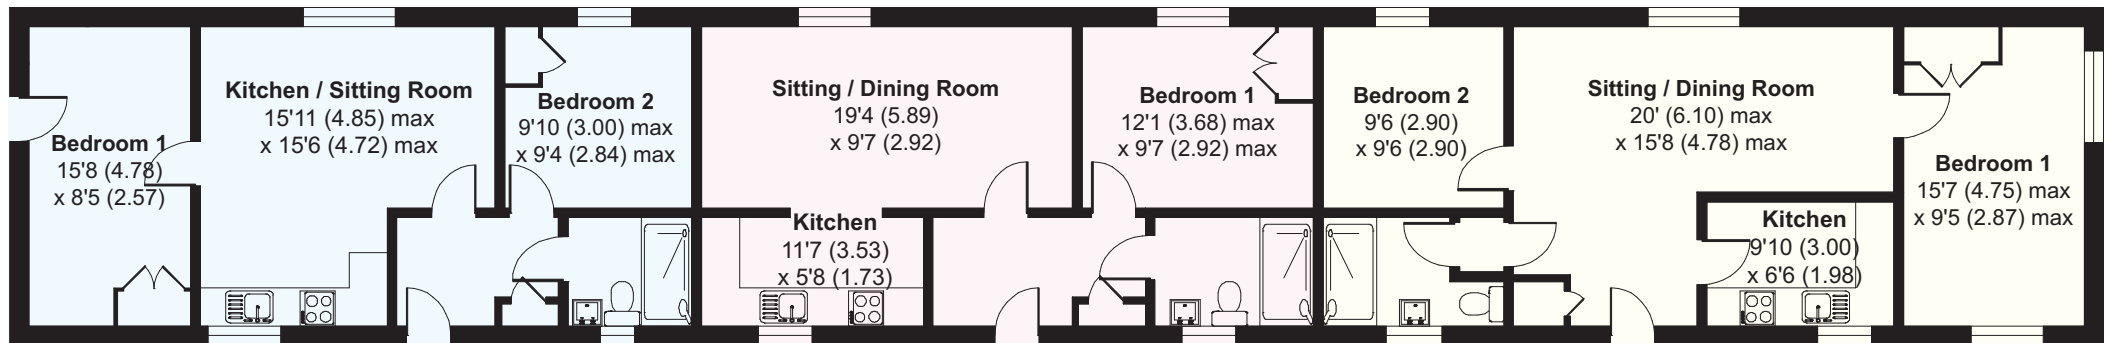 Bedroom 1
15'8 (4.78)
x 8'5 (2.57)
Kitchen / Sitting Room
15'11 (4.85) max
x 15'6 (4.72) max
Bedroom 2
9'10 (3.00) max
x 9'4 (2.84) max
Sitting / Dining Room
19'4 (5.89)
x 9'7 (2.92)
Kitchen
11'7 (3.53)
x 5'8 (1.73)
Bedroom 1
12'1 (3.68) max
x 9'7 (2.92) max
Bedroom 2
9'6 (2.90)
x 9'6 (2.90)
Sitting / Dining Room
20' (6.10) max
x 15'8 (4.78) max
Kitchen
9'10 (3.00)
x 6'6 (1.98)
Bedroom 1
15'7 (4.75) max
x 9'5 (2.87) max